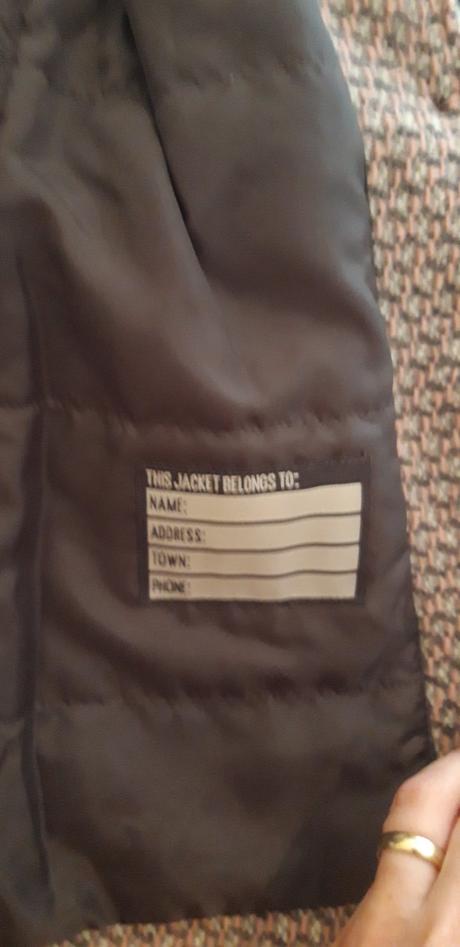 THIS JACKET BELONGS TO:
NAME:
ADDRESS:
TOWN:
PHONE: